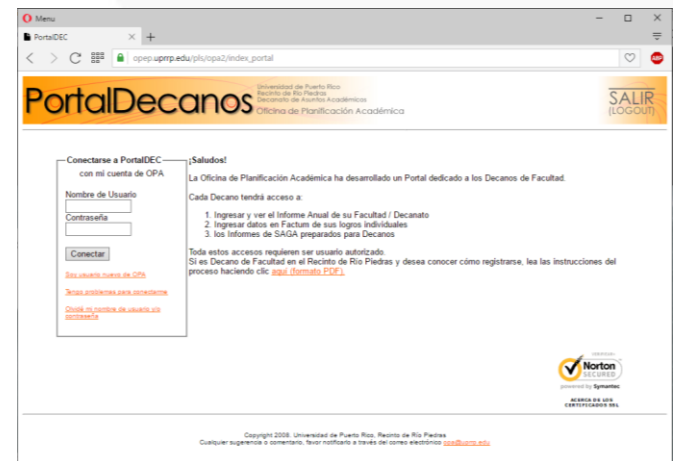 Menu
PortalDEC
opep.uprrp.edu/pls/opa2/index_portal
ABP
PortalDecanos
Universidad de Puerto Rico
Recinto de Río Piedras
Decanato de Asuntos Académicos
Oficina de Planificación Académica
SALIR
(LOGOUT)
Conectarse a PortalDEC
con mi cuenta de OPA
Nombre de Usuario
Contraseña
Conectar
Soy usuario nuevo de OPA
Tengo problemas para conectarme
Olvidé mi nombre de usuario y/o
contraseña
¡Saludos!
La Oficina de Planificación Académica ha desarrollado un Portal dedicado a los Decanos de Facultad.
Cada Decano tendrá acceso a:
1. Ingresar y ver el Informe Anual de su Facultad / Decanato
2. Ingresar datos en Factum de sus logros individuales
3. los Informes de SAGA preparados para Decanos
Toda estos accesos requieren ser usuario autorizado.
Si es Decano de Facultad en el Recinto de Río Piedras y desea conocer cómo registrarse, lea las instrucciones del
proceso haciendo clic aquí (formato PDF).
Norton
SECURED
powered by Symantec
ACERCA DE LOS
CERTIFICADOS SSL
Copyright 2008: Universidad de Puerto Rico, Recinto de Río Piedras
Cualquier sugerencia o comentario, favor notificarlo a través del correo electrónico opa@uprrp.edu